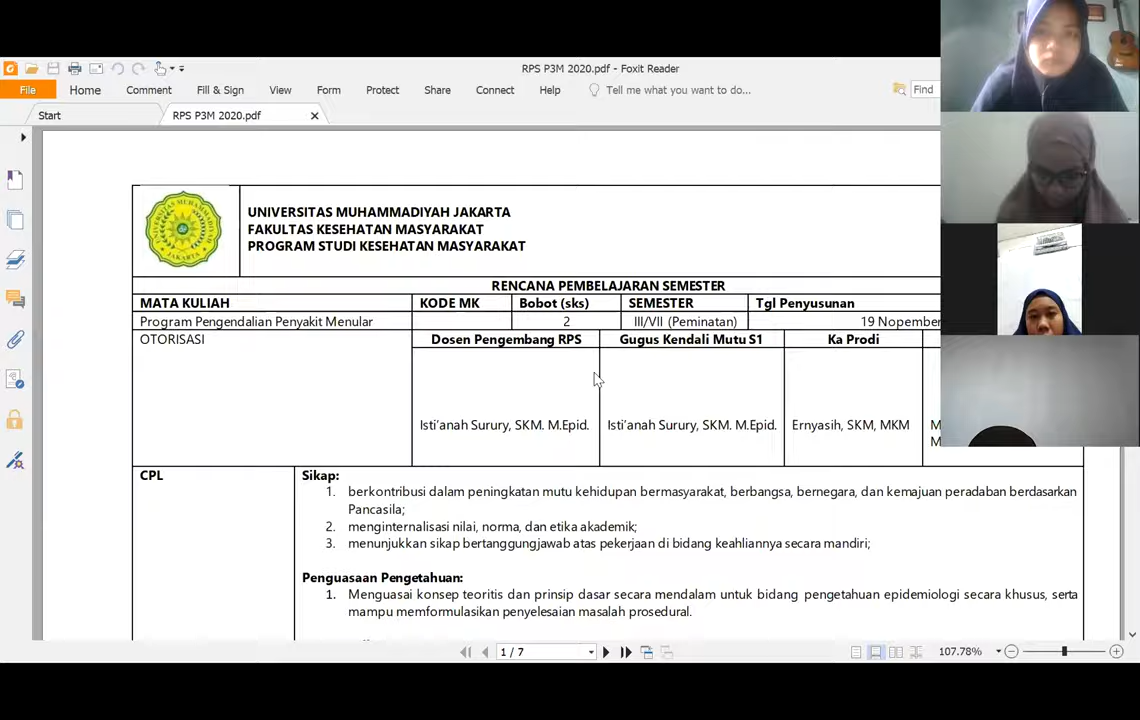 RPS P3M 2020.pdf - Foxit Reader
File Home Comment Fill & Sign View Form Protect Share Connect Help Tell me what you want to do... Find
Start RPS P3M 2020.pdf
UNIVERSITAS MUHAMMADIYAH JAKARTA
FAKULTAS KESEHATAN MASYARAKAT
PROGRAM STUDI KESEHATAN MASYARAKAT
RENCANA PEMBELAJARAN SEMESTER
MATA KULIAH KODE MK Bobot (sks) SEMESTER Tgl Penyusunan
Program Pengendalian Penyakit Menular 2 III/VII (Peminatan) 19 Nopember
OTORISASI Dosen Pengembang RPS Gugus Kendali Mutu S1 Ka Prodi
Isti'anah Surury, SKM. M.Epid. Isti'anah Surury, SKM. M.Epid. Ernyasih, SKM, MKM M
M
CPL Sikap:
1. berkontribusi dalam peningkatan mutu kehidupan bermasyarakat, berbangsa, bernegara, dan kemajuan peradaban berdasarkan
Pancasila;
2. menginternalisasi nilai, norma, dan etika akademik;
3. menunjukkan sikap bertanggungjawab atas pekerjaan di bidang keahliannya secara mandiri;
Penguasaan Pengetahuan:
1. Menguasai konsep teoritis dan prinsip dasar secara mendalam untuk bidang pengetahuan epidemiologi secara khusus, serta
mampu memformulasikan penyelesaian masalah prosedural.
1 / 7 107.78%